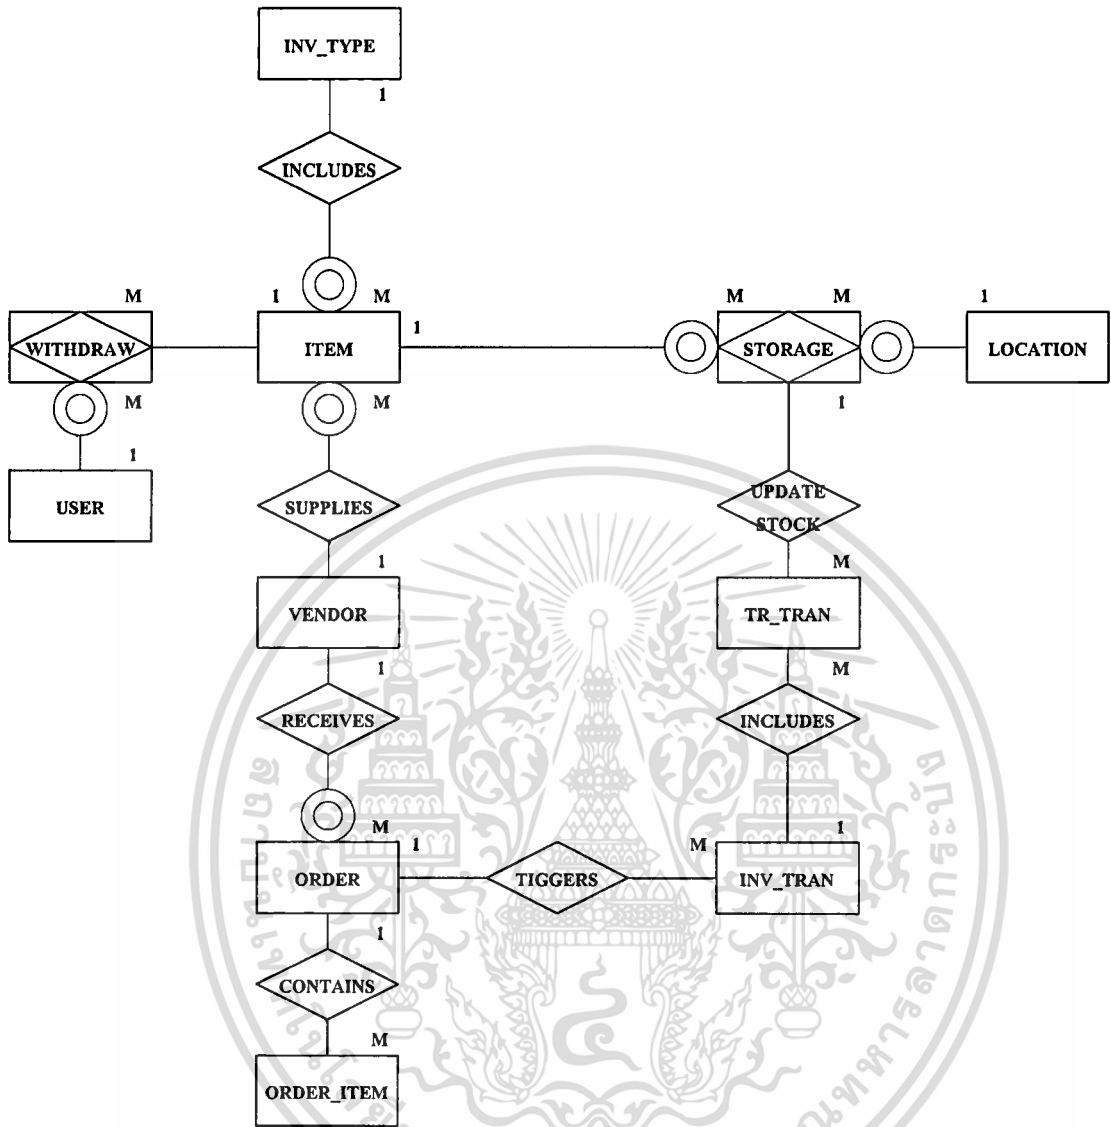 INV_TYPE
1
INCLUDES
M 1 M M M 1
WITHDRAW ITEM 1 STORAGE LOCATION
M M 1
1
USER SUPPLIES UPDATE
STOCK
1 M
VENDOR TR_TRAN
1 M
RECEIVES INCLUDES
M 1 M 1
ORDER TIGGERS INV_TRAN
1
CONTAINS
M
ORDER_ITEM